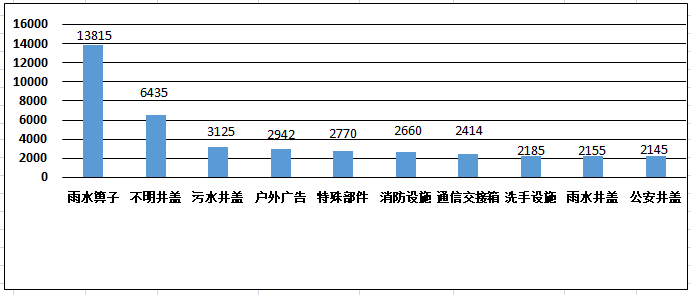 16000
14000
12000
10000
8000
6000
4000
2000
0
13815
6435
3125
2942
2770
2660
2414
2185
2155
2145
雨水箅子
不明井盖
污水井盖
户外广告
特殊部件
消防设施
通信交接箱
洗手设施
雨水井盖
公安井盖